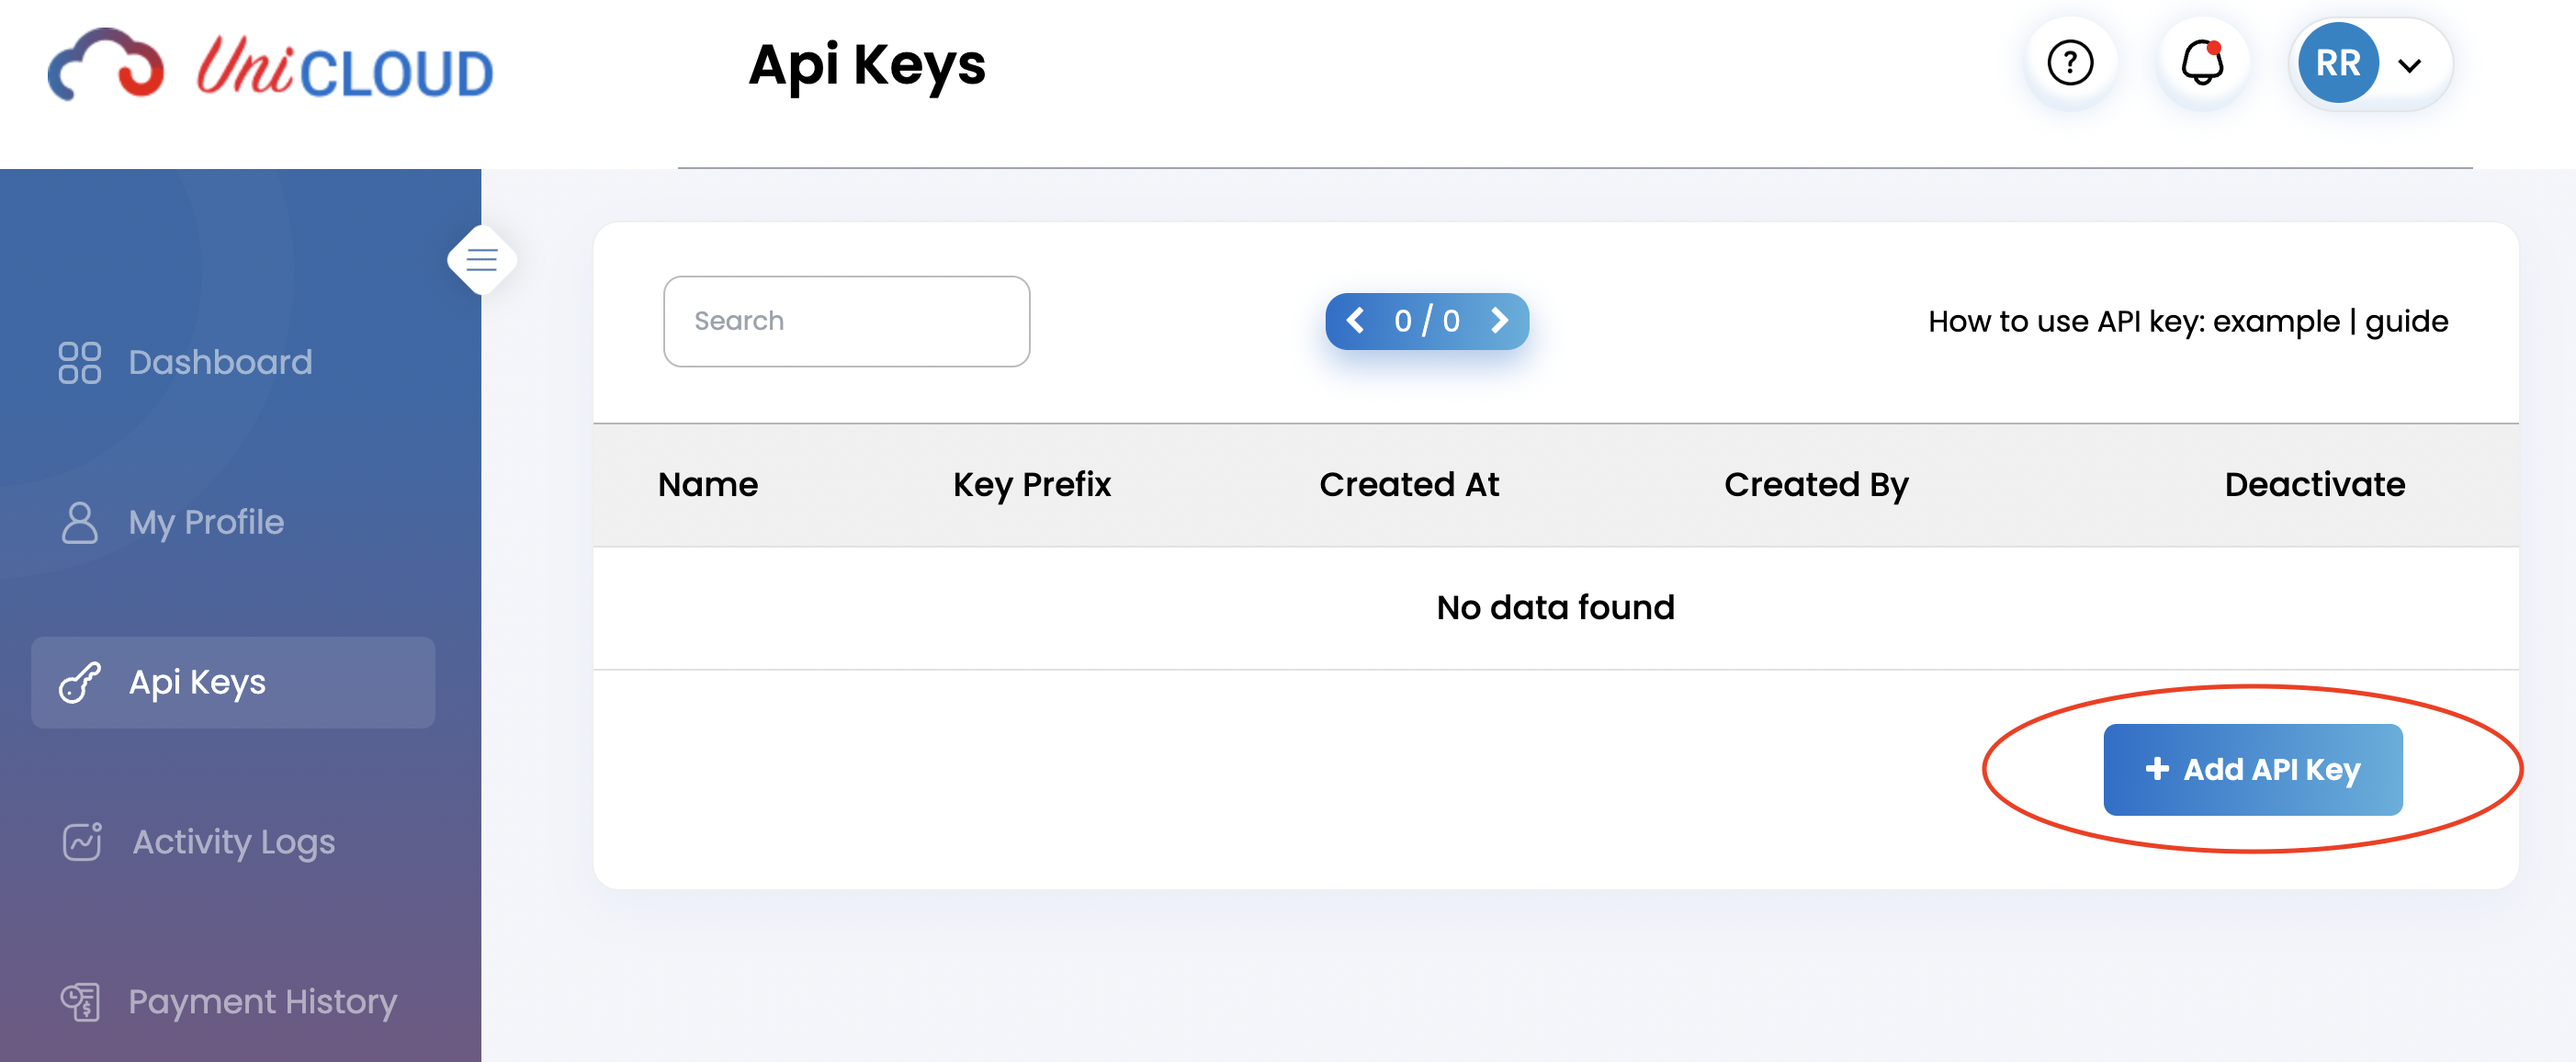 UniCLOUD
Api Keys
?
RR
Dashboard
My Profile
Api Keys
Activity Logs
Payment History
Search
0 / 0
How to use API key: example | guide
Name Key Prefix Created At Created By Deactivate
No data found
+ Add API Key